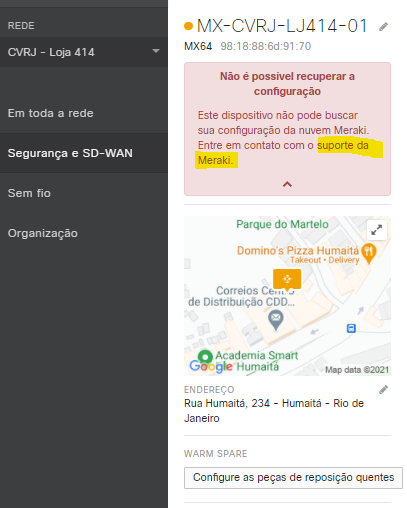 REDE
CVRJ - Loja 414
Em toda a rede
Segurança e SD-WAN
Sem fio
Organização
MX-CVRJ-LJ414-01
MX64 98:18:88:6d:91:70
Não é possível recuperar a
configuração
Este dispositivo não pode buscar
sua configuração da nuvem Meraki.
Entre em contato com o suporte da
Meraki.
Parque do Martelo
Domino's Pizza Humaitá
Takeout • Delivery
Correios Centro
de Distribuição CDD...
Academia Smart
Humaitá
Google
Map data ©2021
ENDEREÇO
Rua Humaitá, 234 - Humaitá - Rio de
Janeiro
WARM SPARE
Configure as peças de reposição quentes